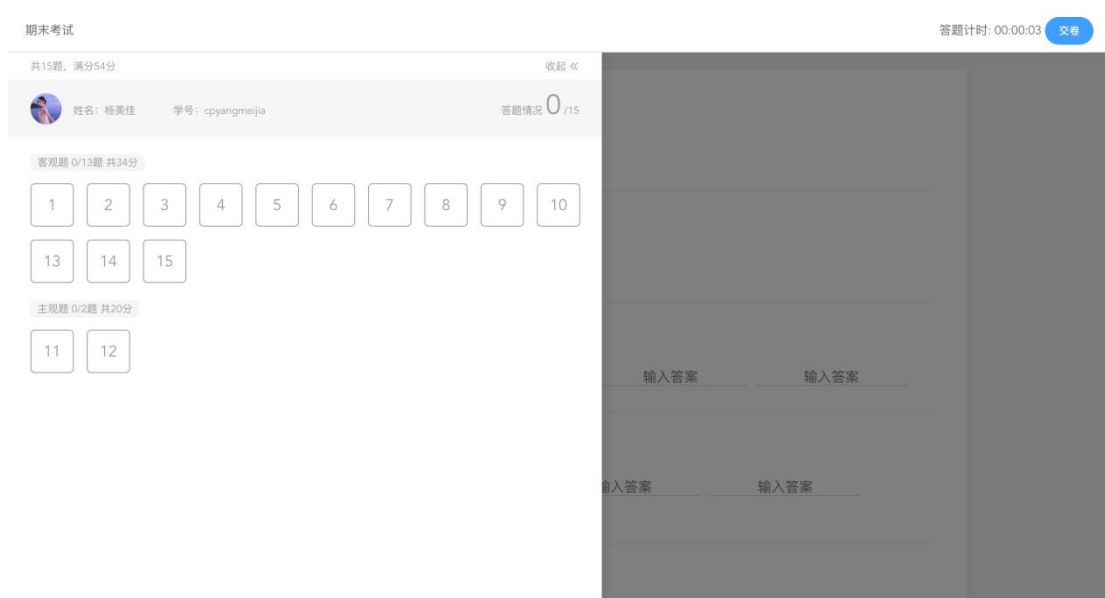 期末考试
答题计时: 00:00:03 交卷
共15题，满分54分 收起 «
姓名：杨美佳 学号：cpyangmeijia 答题情况 0 /15
客观题 0/13题 共34分
1 2 3 4 5 6 7 8 9 10
13 14 15
主观题 0/2题 共20分
11 12
输入答案 输入答案
输入答案 输入答案